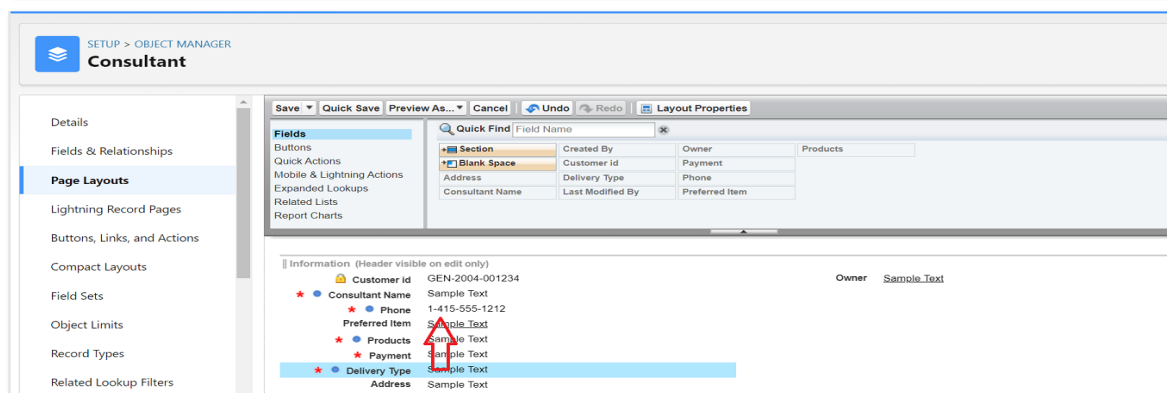 SETUP > OBJECT MANAGER
Consultant
Details
Fields & Relationships
Page Layouts
Lightning Record Pages
Buttons, Links, and Actions
Compact Layouts
Field Sets
Object Limits
Record Types
Related Lookup Filters
Save Quick Save Preview As... Cancel Undo Redo Layout Properties
Fields
Buttons
Quick Actions
Mobile & Lightning Actions
Expanded Lookups
Related Lists
Report Charts
Quick Find Field Name
Section Created By Owner Products
Blank Space Customer id Payment
Address Delivery Type Phone
Consultant Name Last Modified By Preferred Item
Information (Header visible on edit only)
Customer id GEN-2004-001234 Owner Sample Text
* Consultant Name Sample Text
* Phone 1-415-555-1212
Preferred Item Sample Text
* Products Sample Text
* Payment Sample Text
* Delivery Type Sample Text
Address Sample Text